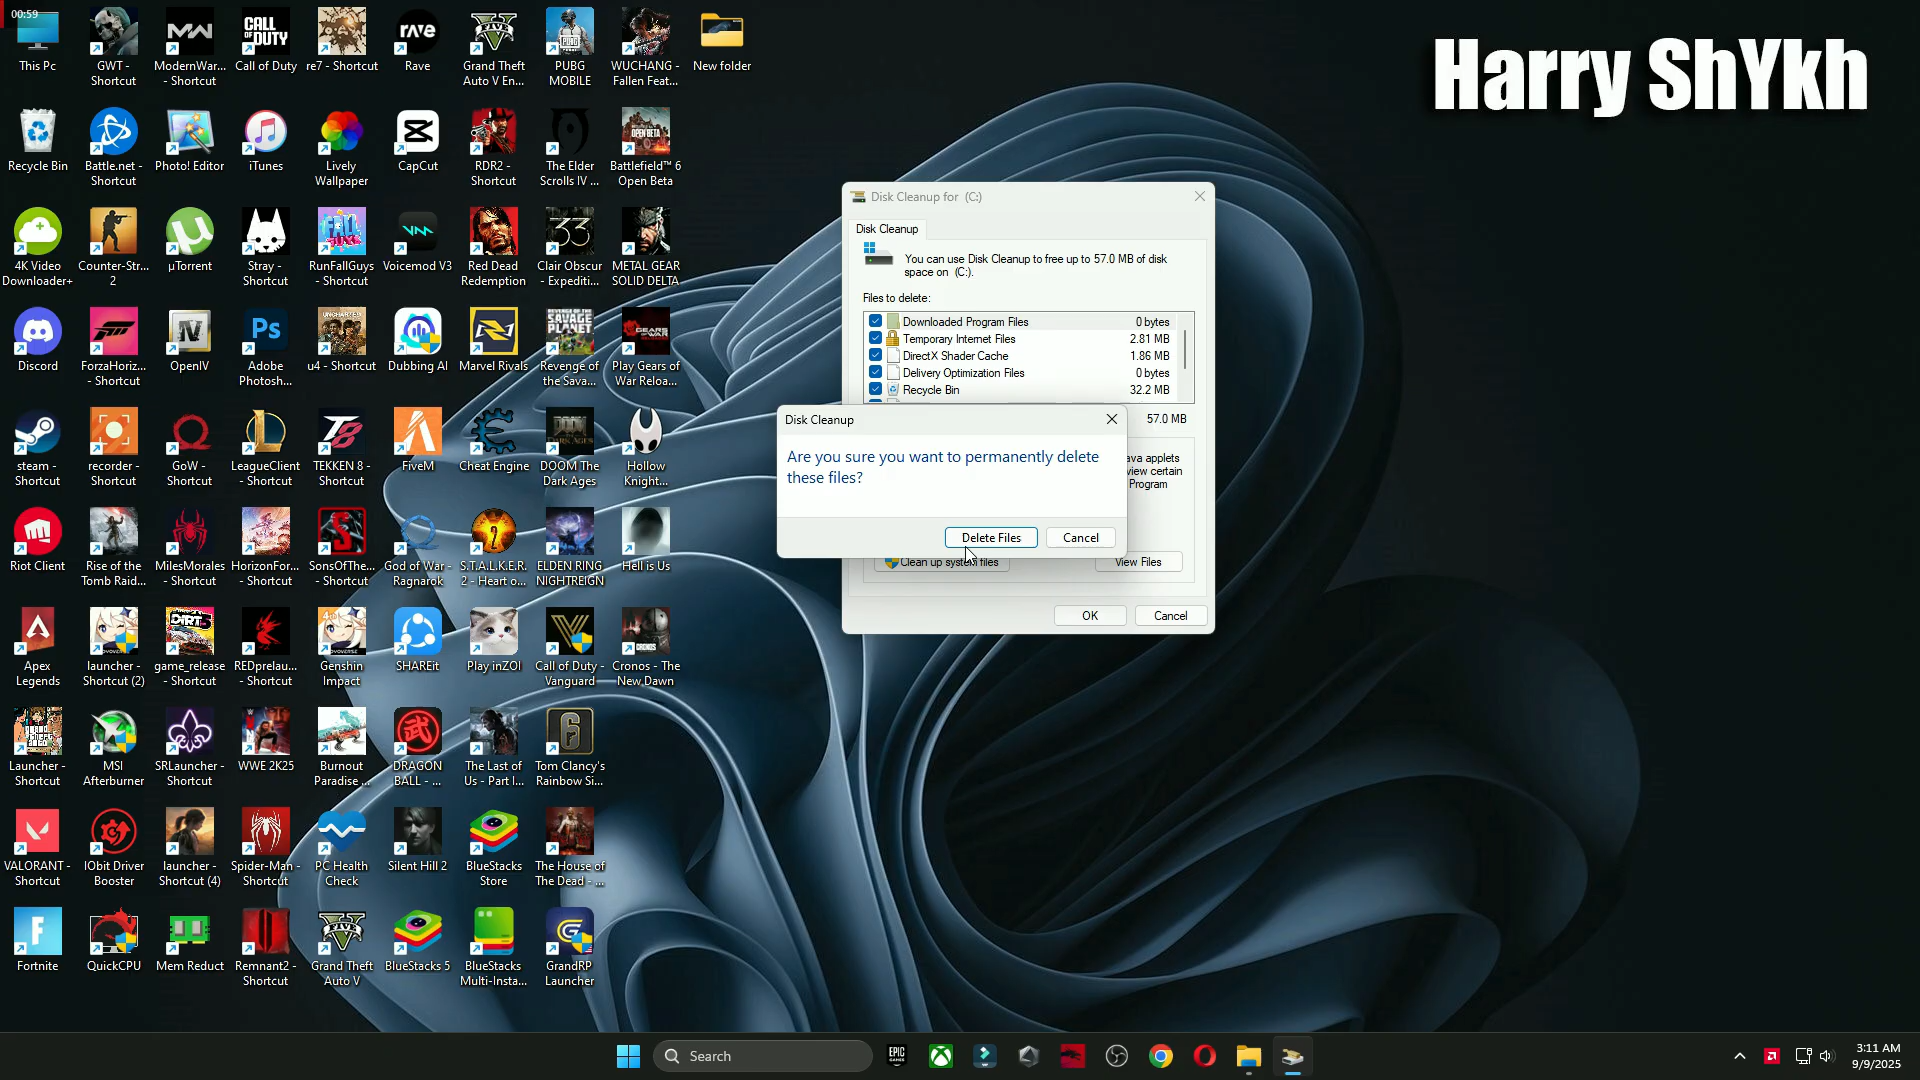 00:59
Harry ShYkh
This Pc
GWT -
Shortcut
ModernWar...
- Shortcut
Call of Duty
re7 - Shortcut
Rave
Grand Theft
Auto V En...
PUBG
MOBILE
WUCHANG -
Fallen Feat...
New folder
Recycle Bin
Battle.net -
Shortcut
Photo! Editor
iTunes
Lively
Wallpaper
CapCut
RDR2 -
Shortcut
The Elder
Scrolls IV ...
Battlefield™ 6
Open Beta
4K Video
Downloader+
Counter-Str...
2
µTorrent
Stray -
Shortcut
RunFallGuys
- Shortcut
Voicemod V3
Red Dead
Redemption
Clair Obscur
- Expediti...
METAL GEAR
SOLID DELTA
Discord
ForzaHoriz...
- Shortcut
OpenIV
Adobe
Photosh...
u4 - Shortcut
Dubbing AI
Marvel Rivals
Revenge of
the Sava...
Play Gears of
War Reloa...
steam -
Shortcut
recorder -
Shortcut
GoW -
Shortcut
LeagueClient
- Shortcut
TEKKEN 8 -
Shortcut
FiveM
Cheat Engine
DOOM The
Dark Ages
Hollow
Knight...
Riot Client
Rise of the
Tomb Raid...
MilesMorales
- Shortcut
HorizonFor...
- Shortcut
SonsOfThe...
- Shortcut
God of War -
Ragnarok
S.T.A.L.K.E.R.
2 - Heart o...
ELDEN RING
NIGHTREIGN
Hell is Us
Apex
Legends
launcher -
Shortcut (2)
game_release
- Shortcut
REDprelau...
- Shortcut
Genshin
Impact
SHAREit
Play inZOI
Call of Duty -
Vanguard
Cronos - The
New Dawn
Launcher -
Shortcut
MSI
Afterburner
SRLauncher -
Shortcut
WWE 2K25
Burnout
Paradise ...
DRAGON
BALL - ...
The Last of
Us - Part I...
Tom Clancy's
Rainbow Si...
VALORANT -
Shortcut
IObit Driver
Booster
launcher -
Shortcut (4)
Spider-Man -
Shortcut
PC Health
Check
Silent Hill 2
BlueStacks
Store
The House of
The Dead - ...
Fortnite
QuickCPU
Mem Reduct
Remnant2 -
Shortcut
Grand Theft
Auto V
BlueStacks 5
BlueStacks
Multi-Insta...
GrandRP
Launcher
Disk Cleanup for  (C:)
Disk Cleanup
You can use Disk Cleanup to free up to 57.0 MB of disk
space on  (C:).
Files to delete:
Downloaded Program Files 0 bytes
Temporary Internet Files 2.81 MB
DirectX Shader Cache 1.86 MB
Delivery Optimization Files 0 bytes
Recycle Bin 32.2 MB
57.0 MB
ava applets
view certain
Program
Disk Cleanup
Are you sure you want to permanently delete
these files?
Delete Files
Cancel
Clean up system files
View Files
OK
Cancel
Search
3:11 AM
9/9/2025